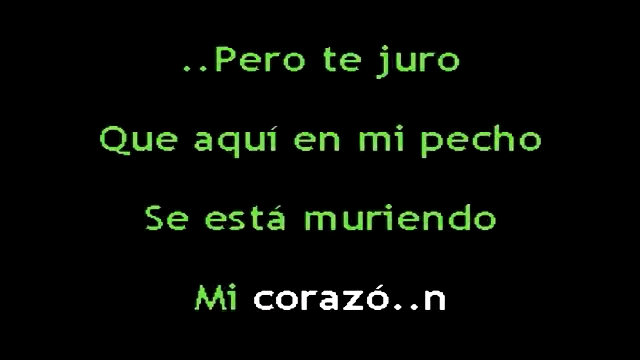 ..Pero te juro
Que aquí en mi pecho
Se está muriendo
Mi corazó..n